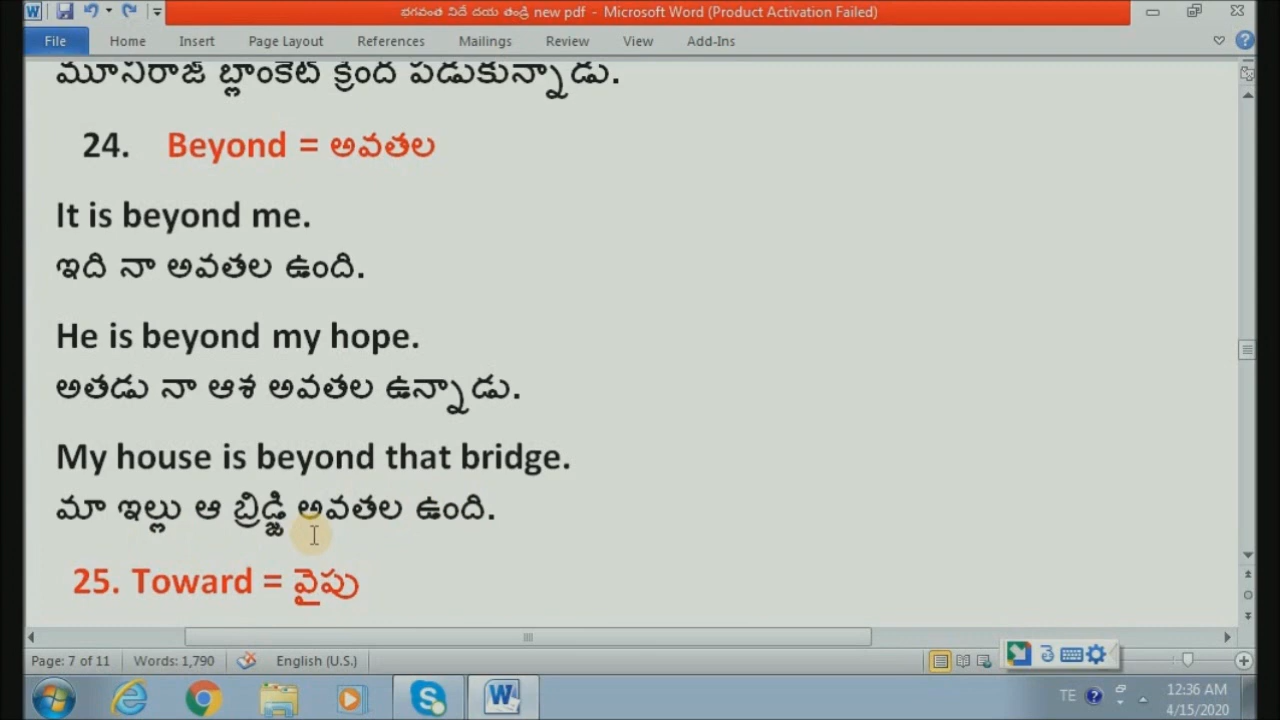 భగవంత నిదే దయ తండ్రి new pdf - Microsoft Word (Product Activation Failed)
File Home Insert Page Layout References Mailings Review View Add-Ins
మూనిరాజ్ బ్లాంకెట్ క్రింద పడుకున్నాడు.
24. Beyond = అవతల
It is beyond me.
ఇది నా అవతల ఉంది.
He is beyond my hope.
అతడు నా ఆశ అవతల ఉన్నాడు.
My house is beyond that bridge.
మా ఇల్లు ఆ బ్రిడ్జి అవతల ఉంది.
25. Toward = వైపు
Page: 7 of 11 Words: 1,790 English (U.S.) తె
TE 12:36 AM
4/15/2020